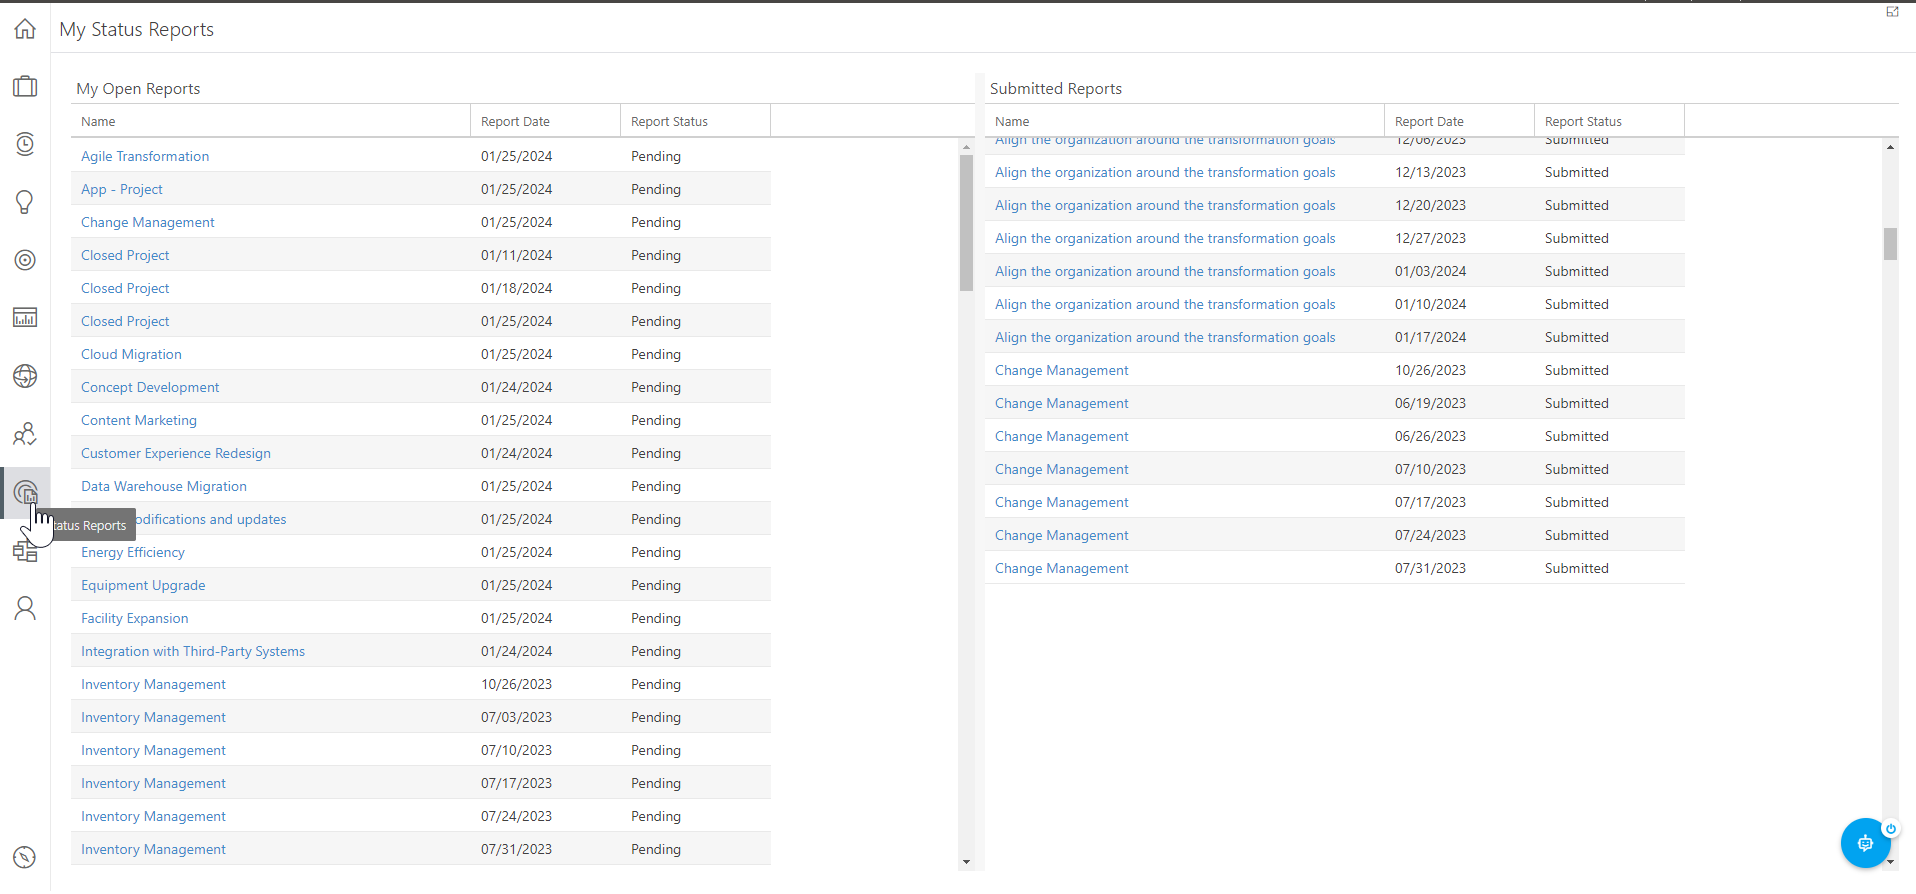 My Status Reports
My Open Reports
Name Report Date Report Status
Agile Transformation 01/25/2024 Pending
App - Project 01/25/2024 Pending
Change Management 01/25/2024 Pending
Closed Project 01/11/2024 Pending
Closed Project 01/18/2024 Pending
Closed Project 01/25/2024 Pending
Cloud Migration 01/25/2024 Pending
Concept Development 01/24/2024 Pending
Content Marketing 01/25/2024 Pending
Customer Experience Redesign 01/24/2024 Pending
Data Warehouse Migration 01/25/2024 Pending
odifications and updates 01/25/2024 Pending
tatus Reports
Energy Efficiency 01/25/2024 Pending
Equipment Upgrade 01/25/2024 Pending
Facility Expansion 01/25/2024 Pending
Integration with Third-Party Systems 01/24/2024 Pending
Inventory Management 10/26/2023 Pending
Inventory Management 07/03/2023 Pending
Inventory Management 07/10/2023 Pending
Inventory Management 07/17/2023 Pending
Inventory Management 07/24/2023 Pending
Inventory Management 07/31/2023 Pending
Submitted Reports
Name Report Date Report Status
Align the organization around the transformation goals 12/06/2023 Submitted
Align the organization around the transformation goals 12/13/2023 Submitted
Align the organization around the transformation goals 12/20/2023 Submitted
Align the organization around the transformation goals 12/27/2023 Submitted
Align the organization around the transformation goals 01/03/2024 Submitted
Align the organization around the transformation goals 01/10/2024 Submitted
Align the organization around the transformation goals 01/17/2024 Submitted
Change Management 10/26/2023 Submitted
Change Management 06/19/2023 Submitted
Change Management 06/26/2023 Submitted
Change Management 07/10/2023 Submitted
Change Management 07/17/2023 Submitted
Change Management 07/24/2023 Submitted
Change Management 07/31/2023 Submitted